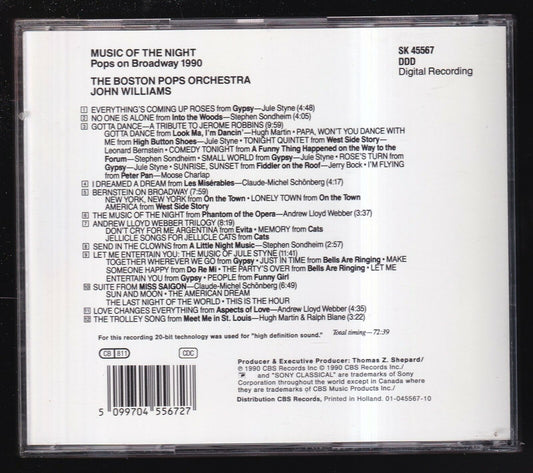 MUSIC OF THE NIGHT
Pops on Broadway 1990
THE BOSTON POPS ORCHESTRA
JOHN WILLIAMS
SK 45567
DDD
Digital Recording
1 EVERYTHING'S COMING UP ROSES from Gypsy—Jule Styne (4:48)
2 NO ONE IS ALONE from Into the Woods—Stephen Sondheim (4:05)
3 GOTTA DANCE—A TRIBUTE TO JEROME ROBBINS (9:59)
GOTTA DANCE from Look Ma, I'm Dancin'—Hugh Martin • PAPA, WON'T YOU DANCE WITH
ME from High Button Shoes—Jule Styne • TONIGHT QUINTET from West Side Story—
Leonard Bernstein • COMEDY TONIGHT from A Funny Thing Happened on the Way to the
Forum—Stephen Sondheim • SMALL WORLD from Gypsy—Jule Styne • ROSE'S TURN from
Gypsy—Jule Styne • SUNRISE, SUNSET from Fiddler on the Roof—Jerry Bock • I'M FLYING
from Peter Pan—Moose Charlap
4 I DREAMED A DREAM from Les Misérables—Claude-Michel Schönberg (4:17)
5 BERNSTEIN ON BROADWAY (7:59)
NEW YORK, NEW YORK from On the Town • LONELY TOWN from On the Town
AMERICA from West Side Story
6 THE MUSIC OF THE NIGHT from Phantom of the Opera—Andrew Lloyd Webber (3:37)
7 ANDREW LLOYD WEBBER TRILOGY (8:19)
DON'T CRY FOR ME ARGENTINA from Evita • MEMORY from Cats
JELLICLE SONGS FOR JELLICLE CATS from Cats
8 SEND IN THE CLOWNS from A Little Night Music—Stephen Sondheim (2:57)
9 LET ME ENTERTAIN YOU: THE MUSIC OF JULE STYNE (11:41)
TOGETHER WHEREVER WE GO from Gypsy • JUST IN TIME from Bells Are Ringing • MAKE
SOMEONE HAPPY from Do Re Mi • THE PARTY'S OVER from Bells Are Ringing • LET ME
ENTERTAIN YOU from Gypsy • PEOPLE from Funny Girl
10 SUITE FROM MISS SAIGON—Claude-Michel Schönberg (6:49)
SUN AND MOON • THE AMERICAN DREAM
THE LAST NIGHT OF THE WORLD • THIS IS THE HOUR
11 LOVE CHANGES EVERYTHING from Aspects of Love—Andrew Lloyd Webber (4:35)
12 THE TROLLEY SONG from Meet Me in St. Louis—Hugh Martin & Ralph Blane (3:22)
Total timing—72:39
For this recording 20-bit technology was used for "high definition sound."
CB 811
CDC
5 099704 556727
Producer & Executive Producer: Thomas Z. Shepard/
℗ 1990 CBS Records Inc © 1990 CBS Records Inc./
and "SONY CLASSICAL" are trademarks of Sony
Corporation throughout the world except in Canada where
they are trademarks of CBS Music Products Inc./
Distribution CBS Records, Printed in Holland. 01-045567-10